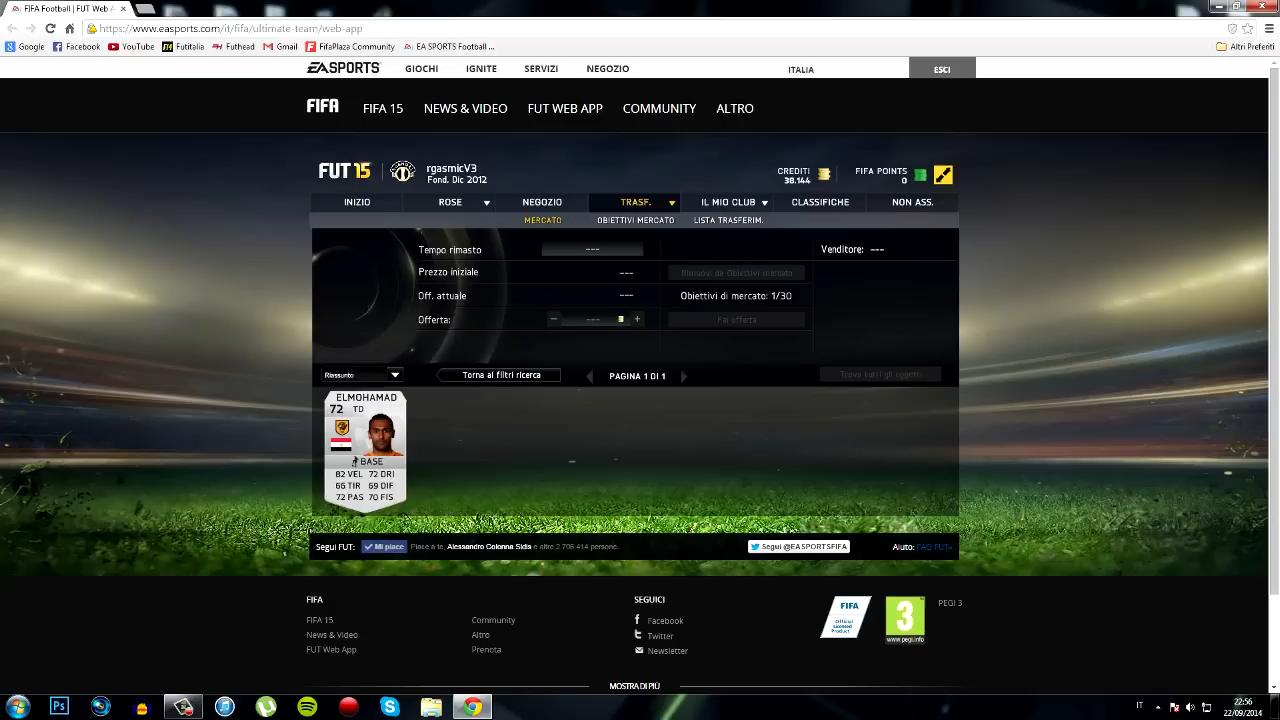 FIFA Football | FUT Web A
https://www.easports.com/it/fifa/ultimate-team/web-app
Google Facebook YouTube Futitalia Futhead Gmail FifaPlaza Community EA SPORTS Football ... Altri Preferiti
EA SPORTS GIOCHI IGNITE SERVIZI NEGOZIO ITALIA ESCI
FIFA FIFA 15 NEWS & VIDEO FUT WEB APP COMMUNITY ALTRO
FUT 15 rgasmicV3 CREDITI FIFA POINTS
Fond. Dic 2012 38.144 0
INIZIO ROSE NEGOZIO TRASF. IL MIO CLUB CLASSIFICHE NON ASS.
MERCATO OBIETTIVI MERCATO LISTA TRASFERIM.
Tempo rimasto --- Venditore: ---
Prezzo iniziale --- Rimuovi da Obiettivi mercato
Off. attuale --- Obiettivi di mercato: 1/30
Offerta: − --- + Fai offerta
Riassunto Torna ai filtri ricerca PAGINA 1 DI 1 Trova tutti gli oggetti
ELMOHAMAD
72 TD
BASE
82 VEL 72 DRI
66 TIR 69 DIF
72 PAS 70 FIS
Segui FUT: Mi piace Piace a te, Alessandro Colonna Sidis e altre 2.706.414 persone. Segui @EASPORTSFIFA Aiuto: FAQ FUT»
FIFA SEGUICI
FIFA 15 Community Facebook
News & Video Altro Twitter
FUT Web App Prenota Newsletter
FIFA Official Licensed Product
3 www.pegi.info
PEGI 3
MOSTRA DI PIÙ
Ps S IT 22:56
22/09/2014